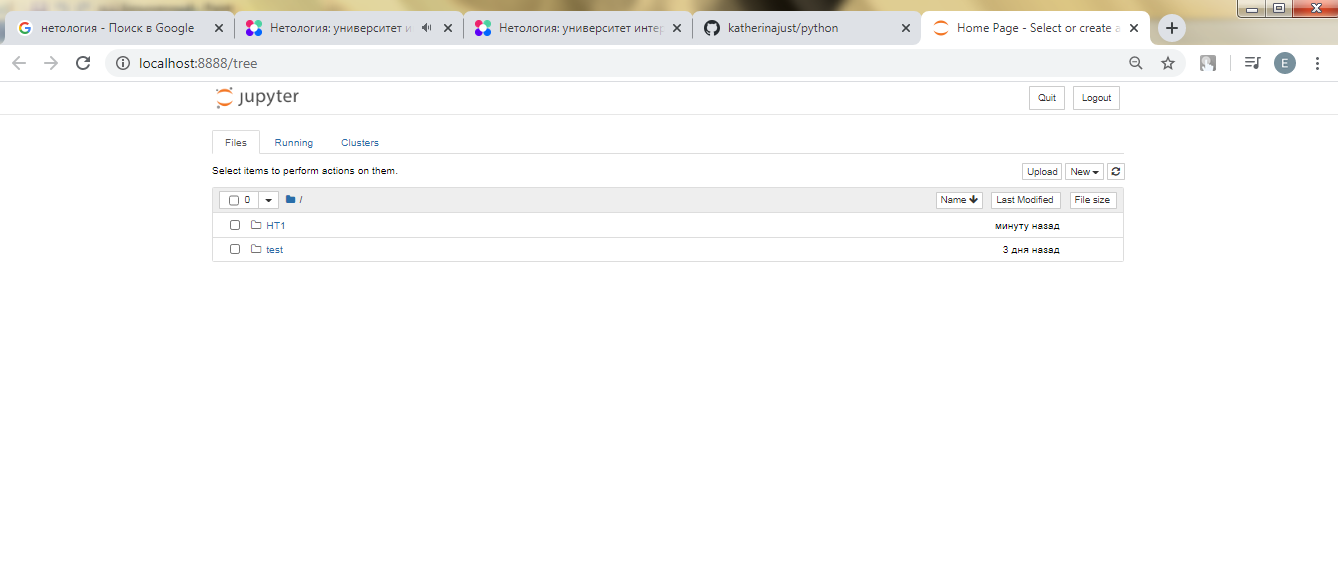 нетология - Поиск в Google
Нетология: университет и
Нетология: университет интер
katherinajust/python
Home Page - Select or create a
localhost:8888/tree
E
jupyter
Quit
Logout
Files
Running
Clusters
Select items to perform actions on them.
Upload
New
0
/
Name
Last Modified
File size
HT1
минуту назад
test
3 дня назад